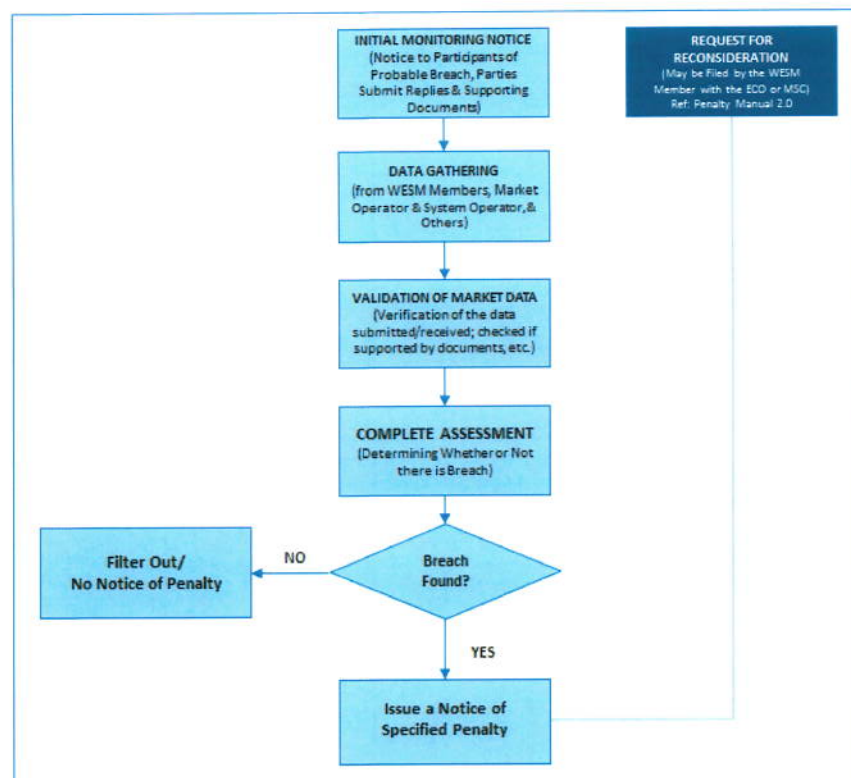 INITIAL MONITORING NOTICE
(Notice to Participants of
Probable Breach, Parties
Submit Replies & Supporting
Documents)
REQUEST FOR
RECONSIDERATION
(May be Filed by the WESM
Member with the ECO or MSC)
Ref: Penalty Manual 2.0
DATA GATHERING
(from WESM Members, Market
Operator & System Operator, &
Others)
VALIDATION OF MARKET DATA
(Verification of the data
submitted/received; checked if
supported by documents, etc.)
COMPLETE ASSESSMENT
(Determining Whether or Not
there is Breach)
Breach
Found?
NO
Filter Out/
No Notice of Penalty
YES
Issue a Notice of
Specified Penalty